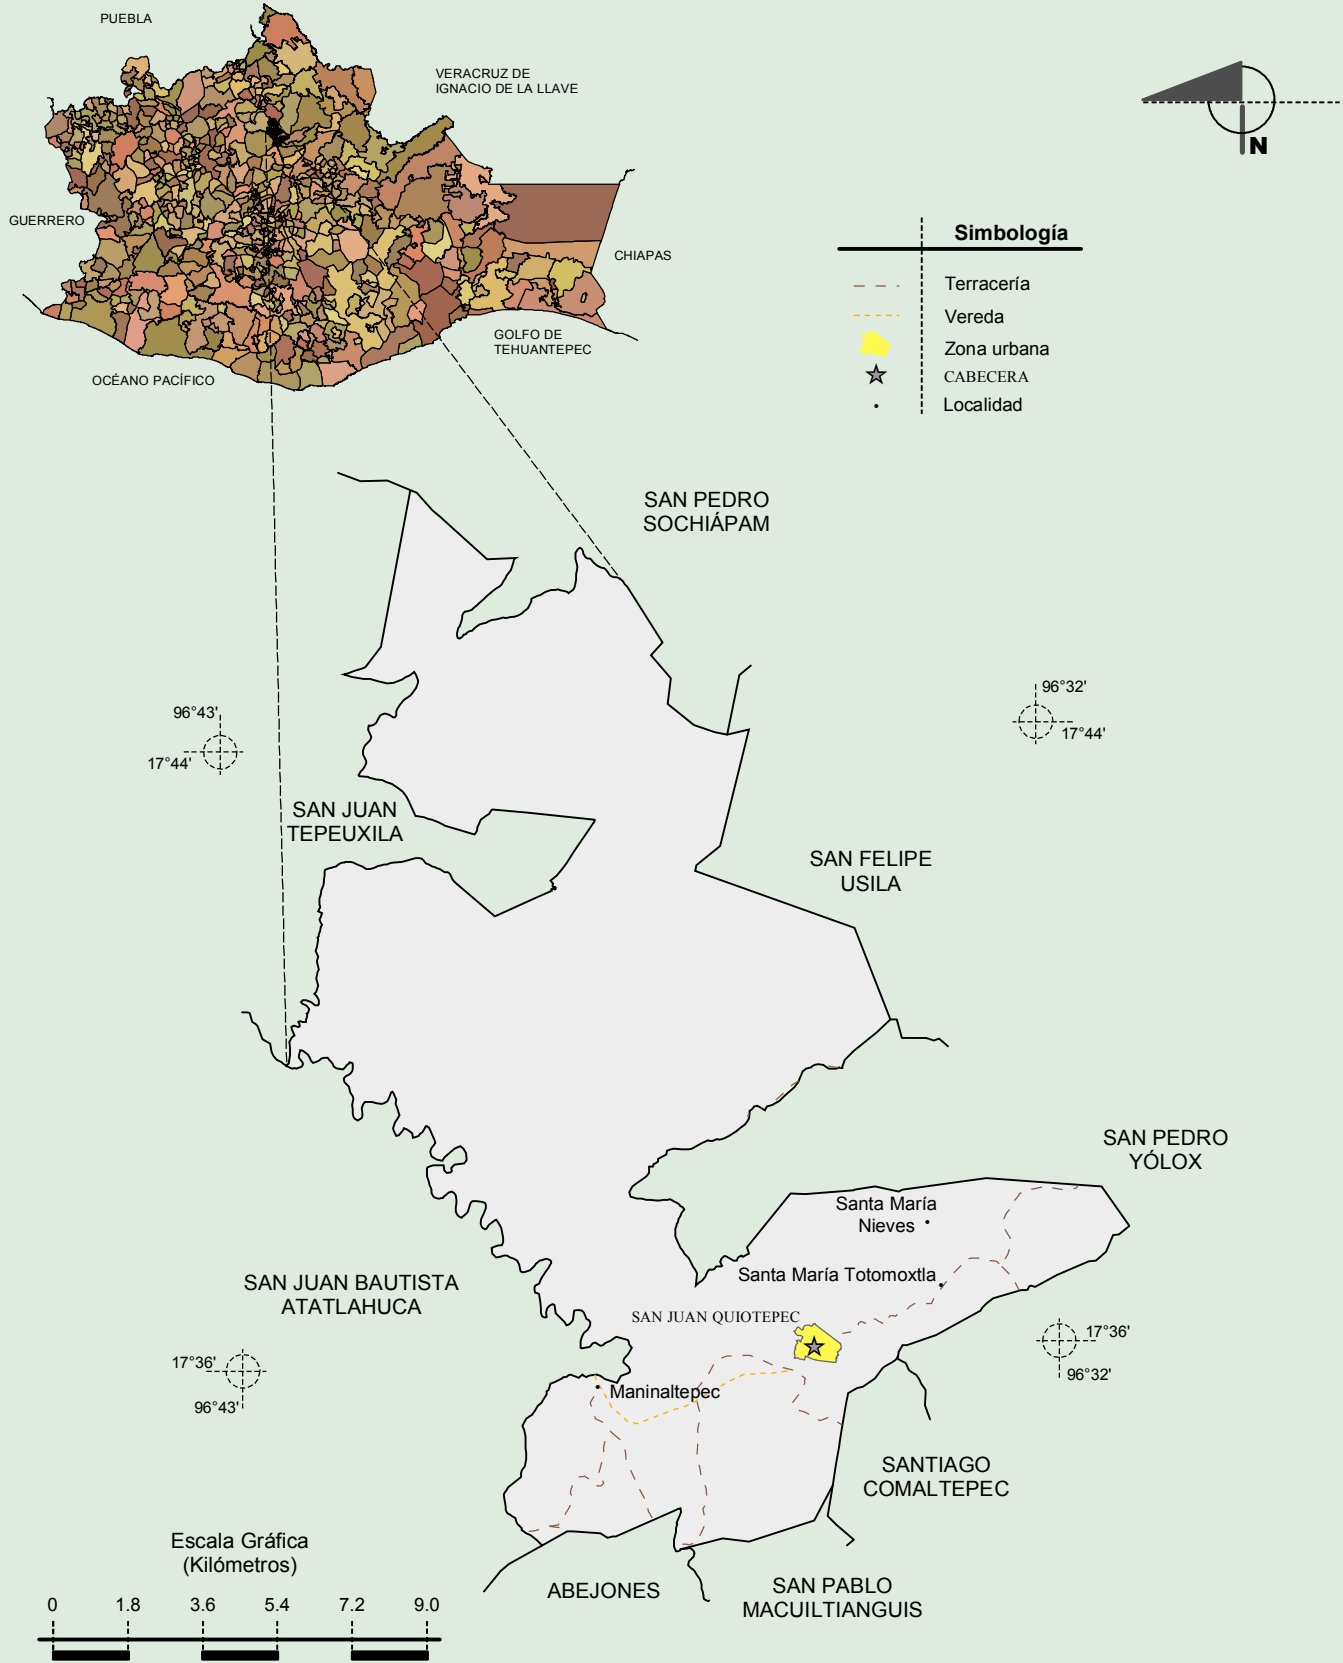 PUEBLA
VERACRUZ DE
IGNACIO DE LA LLAVE
GUERRERO
CHIAPAS
GOLFO DE
TEHUANTEPEC
OCÉANO PACÍFICO
N
Simbología
Terracería
Vereda
Zona urbana
CABECERA
Localidad
SAN PEDRO
SOCHIÁPAM
96°43'
17°44'
96°32'
17°44'
SAN JUAN
TEPEUXILA
SAN FELIPE
USILA
SAN PEDRO
YÓLOX
Santa María
Nieves
Santa María Totomoxtla
SAN JUAN BAUTISTA
ATATLAHUCA
SAN JUAN QUIOTEPEC
17°36'
96°43'
17°36'
96°32'
Maninaltepec
SANTIAGO
COMALTEPEC
ABEJONES
SAN PABLO
MACUILTIANGUIS
Escala Gráfica
(Kilómetros)
0 1.8 3.6 5.4 7.2 9.0